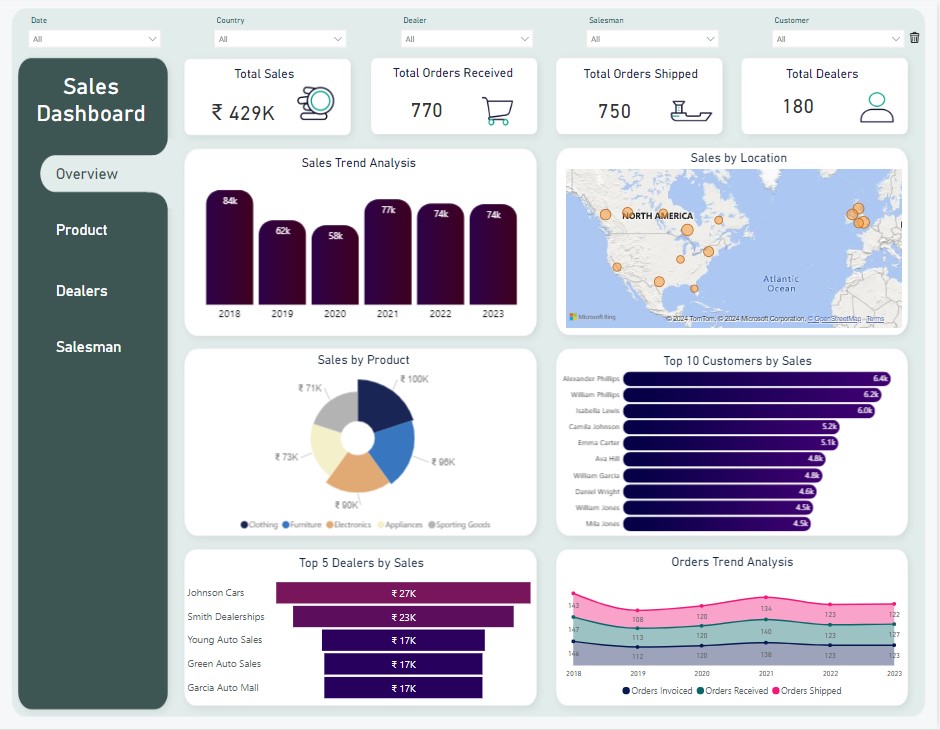 Date
Country
Dealer
Salesman
Customer
All
All
All
All
All
Sales
Dashboard
Overview
Product
Dealers
Salesman
Total Sales
₹ 429K
Total Orders Received
770
Total Orders Shipped
750
Total Dealers
180
Sales Trend Analysis
84k
62k
58k
77k
74k
74k
2018
2019
2020
2021
2022
2023
Sales by Location
NORTH AMERICA
Atlantic
Ocean
Microsoft Bing
© 2024 TomTom, © 2024 Microsoft Corporation, © OpenStreetMap Terms
Sales by Product
₹ 100K
₹ 96K
₹ 90K
₹ 73K
₹ 71K
Clothing
Furniture
Electronics
Appliances
Sporting Goods
Top 10 Customers by Sales
Alexander Phillips 6.4k
William Phillips 6.2k
Isabella Lewis 6.0k
Camila Johnson 5.2k
Emma Carter 5.1k
Ava Hill 4.8k
William Garcia 4.8k
Daniel Wright 4.6k
William Jones 4.5k
Mila Jones 4.5k
Top 5 Dealers by Sales
Johnson Cars ₹ 27K
Smith Dealerships ₹ 23K
Young Auto Sales ₹ 17K
Green Auto Sales ₹ 17K
Garcia Auto Mall ₹ 17K
Orders Trend Analysis
143 108 120 134 123 122
147 113 120 140 123 127
146 112 120 138 123 123
2018 2019 2020 2021 2022 2023
Orders Invoiced
Orders Received
Orders Shipped